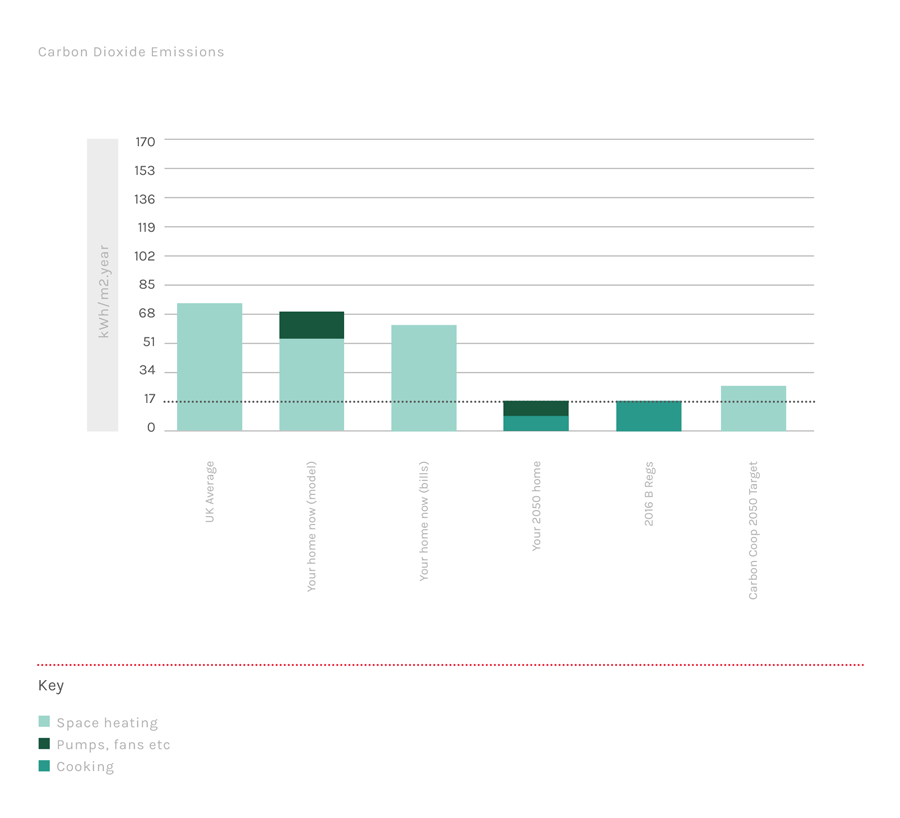 Carbon Dioxide Emissions
kWh/m2.year
170
153
136
119
102
85
68
51
34
17
0
UK Average
Your home now (model)
Your home now (bills)
Your 2050 home
2016 B Regs
Carbon Coop 2050 Target
Key
Space heating
Pumps, fans etc
Cooking